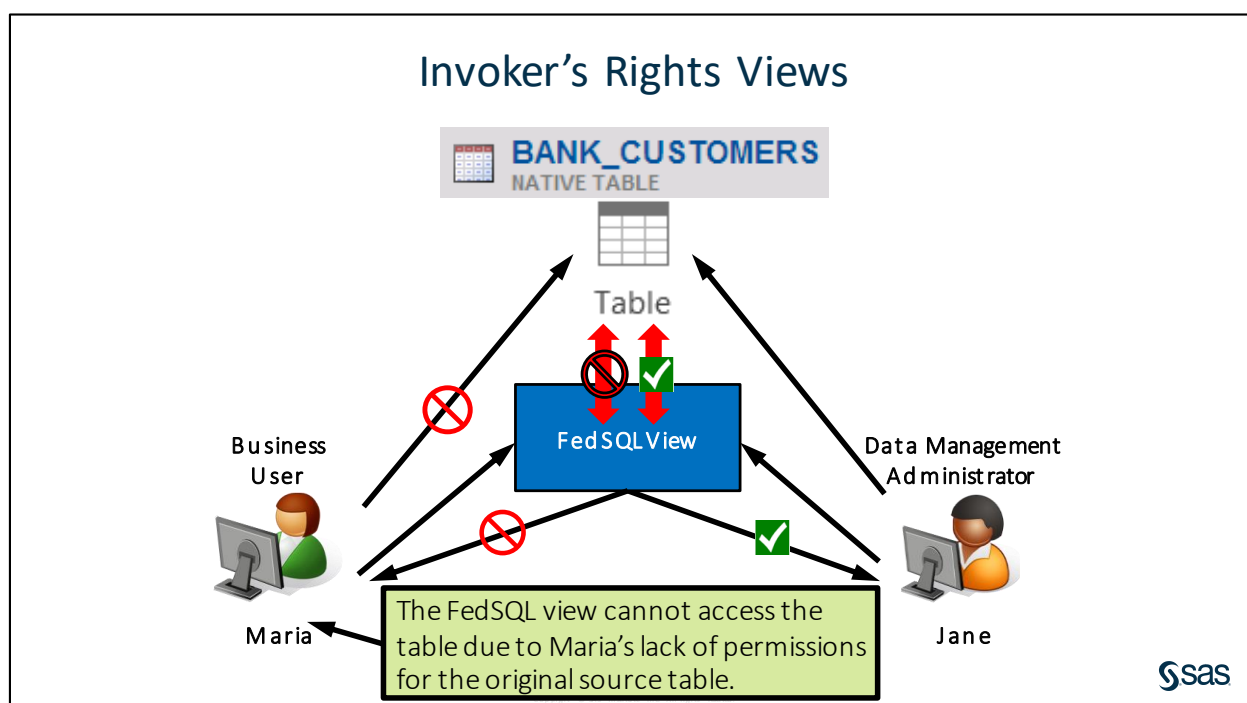 Invoker's Rights Views
BANK_CUSTOMERS
NATIVE TABLE
Table
FedSQL View
Business
User
Data Management
Administrator
Maria
The FedSQL view cannot access the
table due to Maria's lack of permissions
for the original source table.
Jane
sas